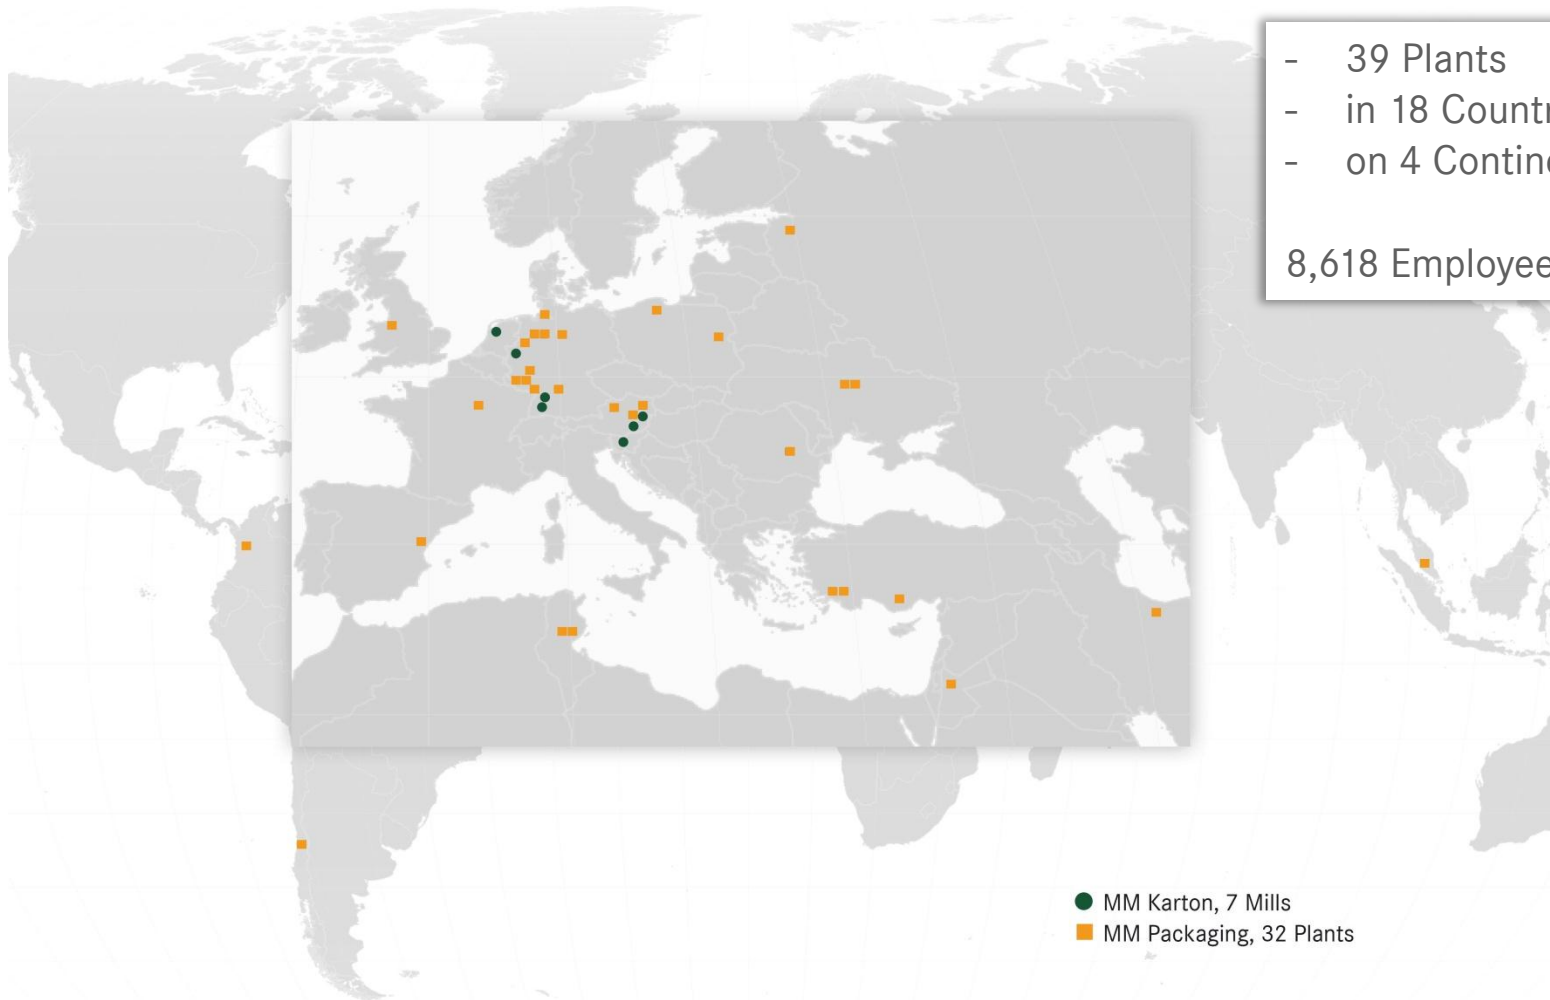 - 39 Plants
- in 18 Countr
- on 4 Contin
8,618 Employee
MM Karton, 7 Mills
MM Packaging, 32 Plants